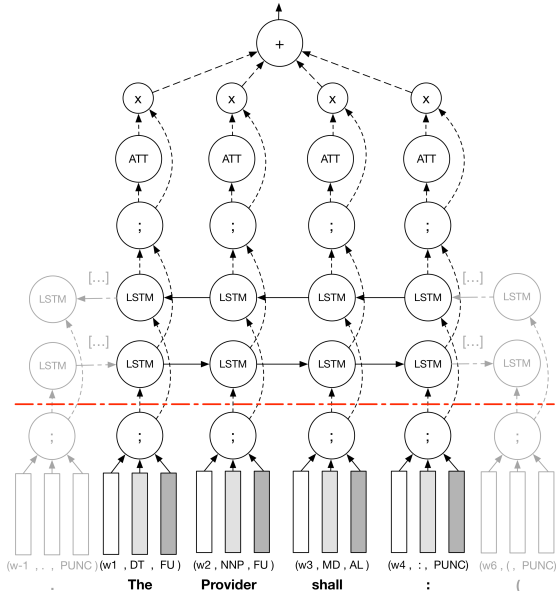 +
x x x x
ATT ATT ATT ATT
; ; ; ;
[...] [...]
LSTM LSTM LSTM LSTM LSTM LSTM
[...] [...]
LSTM LSTM LSTM LSTM LSTM LSTM
; ; ; ; ; ;
(w-1 , . , PUNC ) (w1 , DT , FU ) (w2 , NNP, FU ) (w3 , MD, AL ) (w4 , : , PUNC) (w6 , ( , PUNC)
. The Provider shall : (